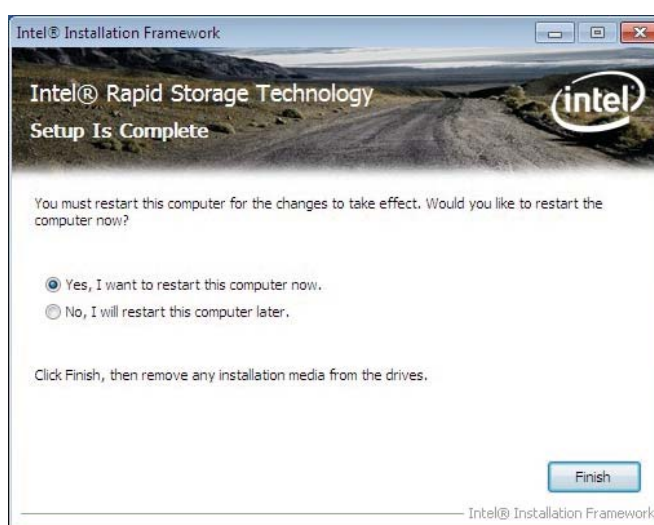 Intel® Installation Framework
Intel® Rapid Storage Technology
Setup Is Complete
intel
You must restart this computer for the changes to take effect. Would you like to restart the
computer now?
Yes, I want to restart this computer now.
No, I will restart this computer later.
Click Finish, then remove any installation media from the drives.
Finish
Intel® Installation Framework